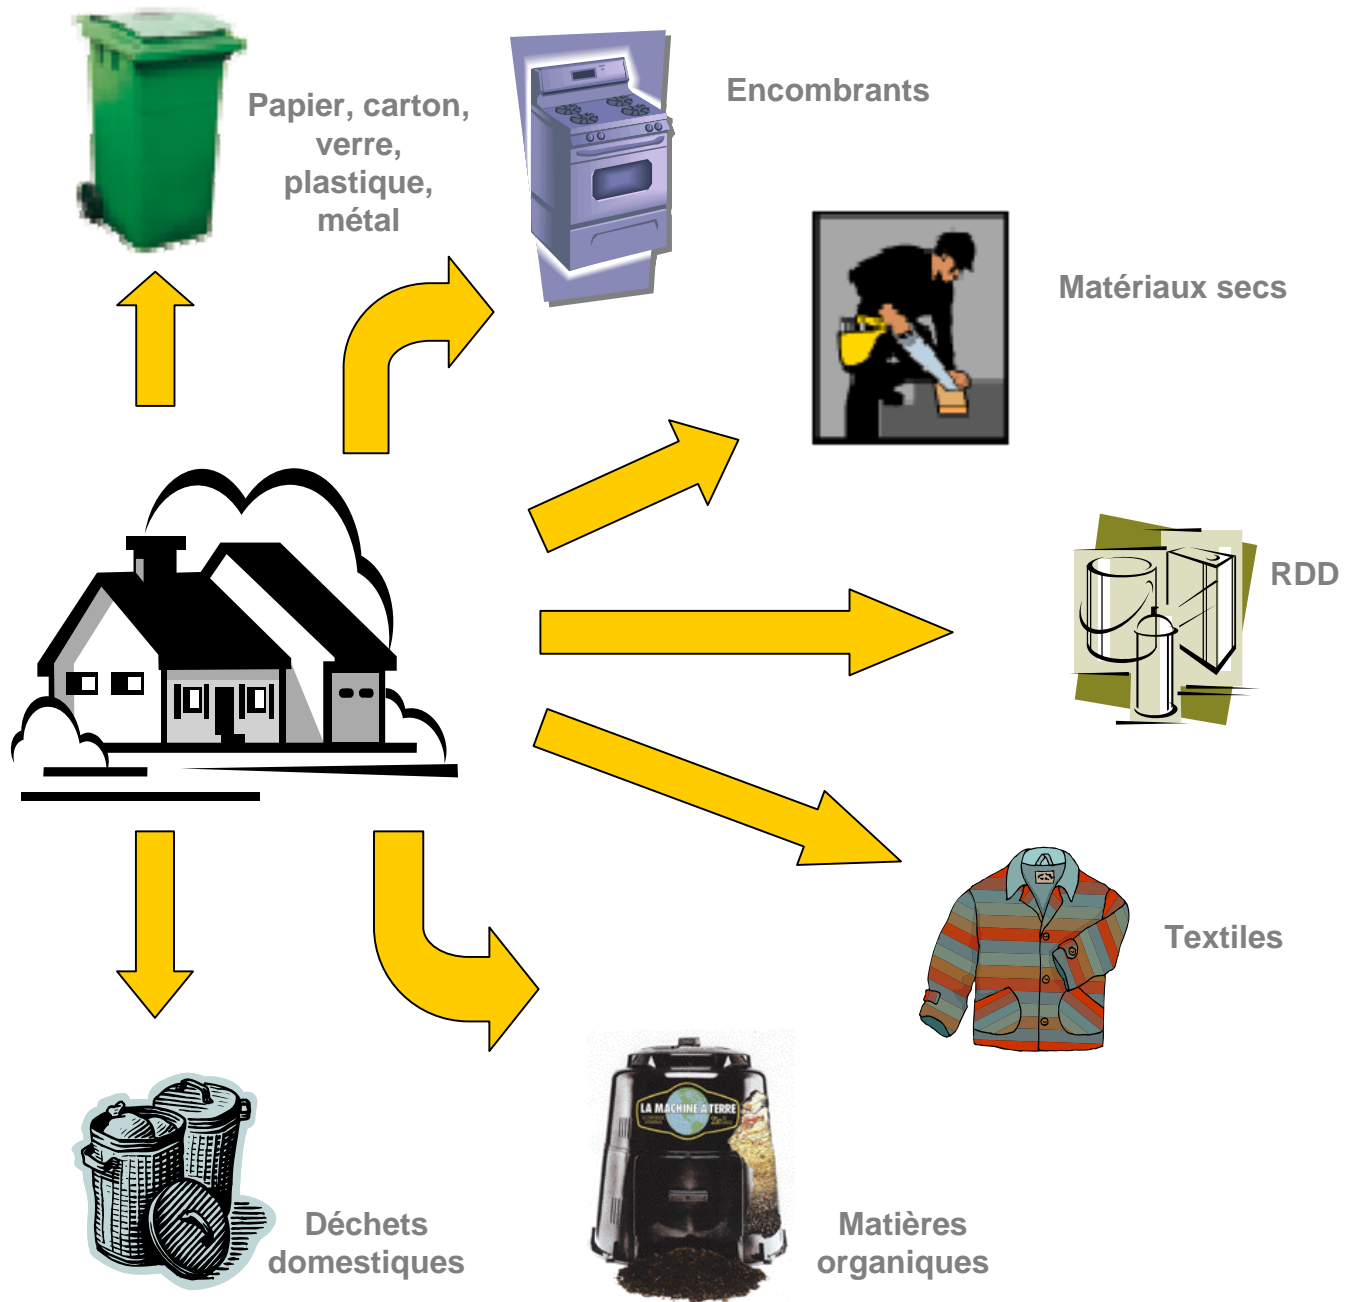 Papier, carton,
verre,
plastique,
métal
Encombrants
Matériaux secs
RDD
Textiles
LA MACHINE À TERRE
Matières
organiques
Déchets
domestiques